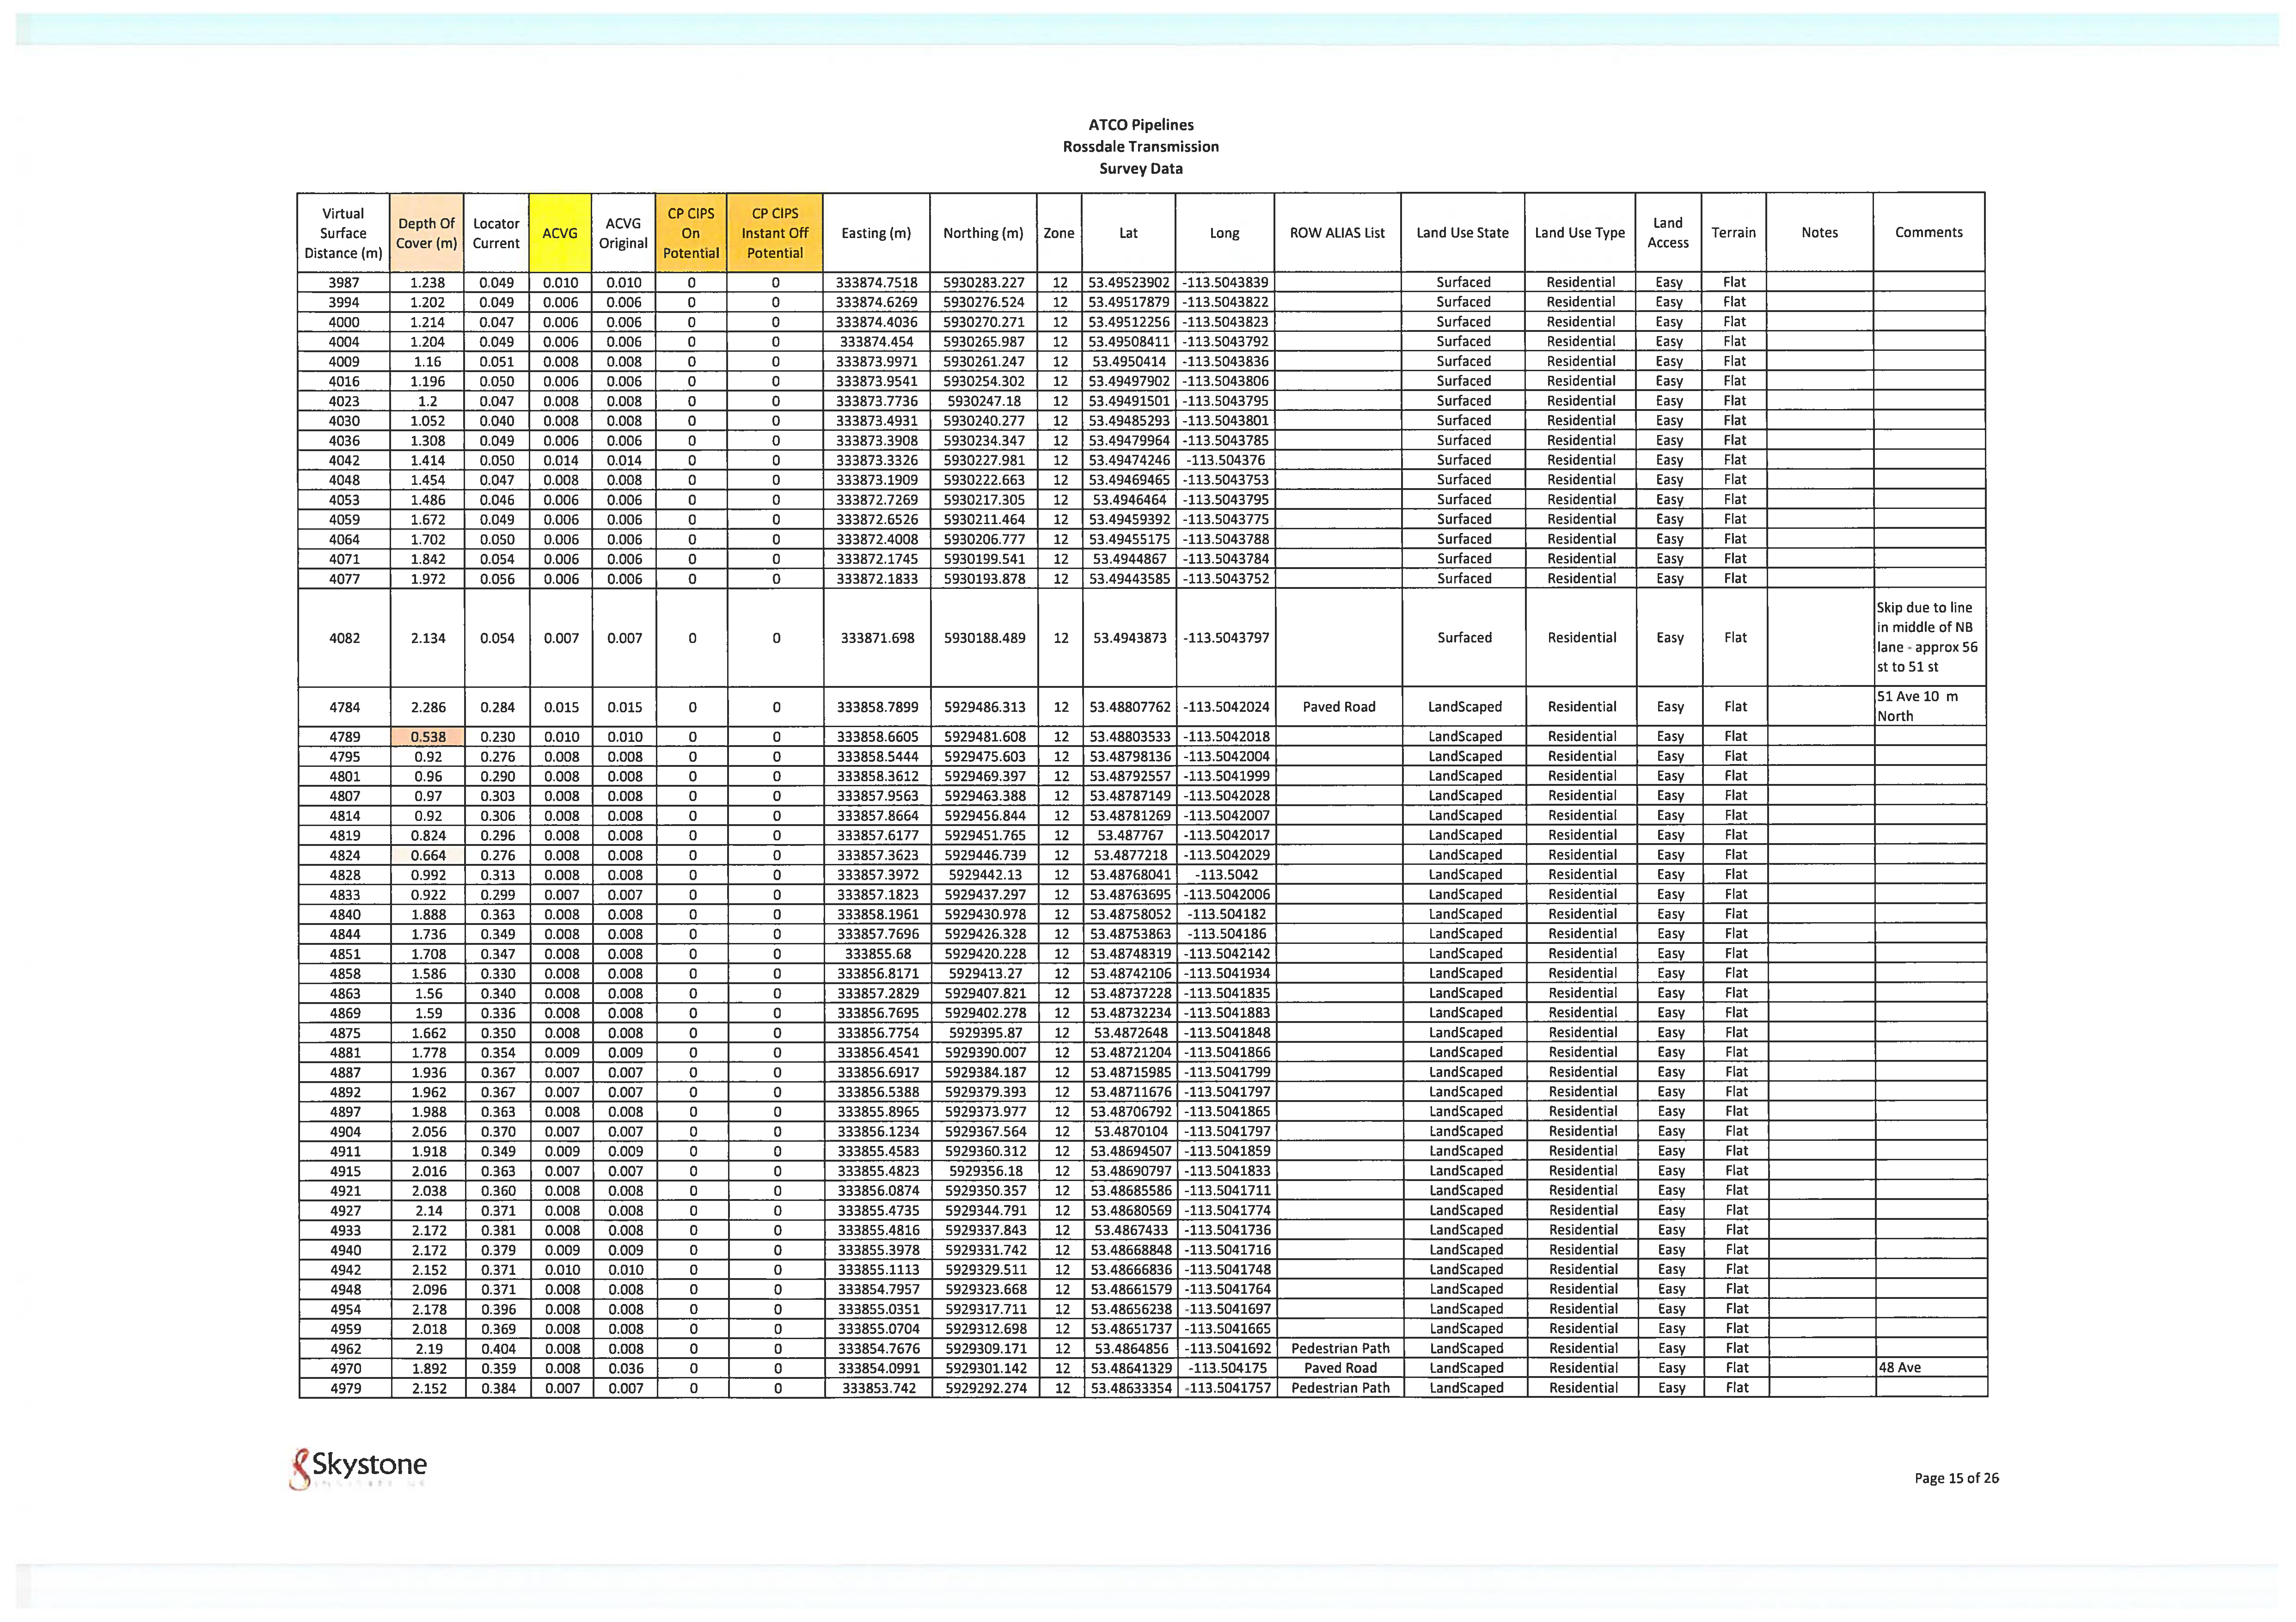 ATCO Pipelines
Rossdale Transmission
Survey Data
Virtual Surface Distance (m) Depth Of Cover (m) Locator Current ACVG ACVG Original CP CIPS On Potential CP CIPS Instant Off Potential Easting (m) Northing (m) Zone Lat Long ROW ALIAS List Land Use State Land Use Type Land Access Terrain Notes Comments
3987 1.238 0.049 0.010 0.010 0 0 333874.7518 5930283.227 12 53.49523902 -113.5043839 Surfaced Residential Easy Flat
3994 1.202 0.049 0.006 0.006 0 0 333874.6269 5930276.524 12 53.49517879 -113.5043822 Surfaced Residential Easy Flat
4000 1.214 0.047 0.006 0.006 0 0 333874.4036 5930270.271 12 53.49512256 -113.5043823 Surfaced Residential Easy Flat
4004 1.204 0.049 0.006 0.006 0 0 333874.454 5930265.987 12 53.49508411 -113.5043792 Surfaced Residential Easy Flat
4009 1.16 0.051 0.008 0.008 0 0 333873.9971 5930261.247 12 53.4950414 -113.5043836 Surfaced Residential Easy Flat
4016 1.196 0.050 0.006 0.006 0 0 333873.9541 5930254.302 12 53.49497902 -113.5043806 Surfaced Residential Easy Flat
4023 1.2 0.047 0.008 0.008 0 0 333873.7736 5930247.18 12 53.49491501 -113.5043795 Surfaced Residential Easy Flat
4030 1.052 0.040 0.008 0.008 0 0 333873.4931 5930240.277 12 53.49485293 -113.5043801 Surfaced Residential Easy Flat
4036 1.308 0.049 0.006 0.006 0 0 333873.3908 5930234.347 12 53.49479964 -113.5043785 Surfaced Residential Easy Flat
4042 1.414 0.050 0.014 0.014 0 0 333873.3326 5930227.981 12 53.49474246 -113.504376 Surfaced Residential Easy Flat
4048 1.454 0.047 0.008 0.008 0 0 333873.1909 5930222.663 12 53.49469465 -113.5043753 Surfaced Residential Easy Flat
4053 1.486 0.046 0.006 0.006 0 0 333872.7269 5930217.305 12 53.4946464 -113.5043795 Surfaced Residential Easy Flat
4059 1.672 0.049 0.006 0.006 0 0 333872.6526 5930211.464 12 53.49459392 -113.5043775 Surfaced Residential Easy Flat
4064 1.702 0.050 0.006 0.006 0 0 333872.4008 5930206.777 12 53.49455175 -113.5043788 Surfaced Residential Easy Flat
4071 1.842 0.054 0.006 0.006 0 0 333872.1745 5930199.541 12 53.4944867 -113.5043784 Surfaced Residential Easy Flat
4077 1.972 0.056 0.006 0.006 0 0 333872.1833 5930193.878 12 53.49443585 -113.5043752 Surfaced Residential Easy Flat
4082 2.134 0.054 0.007 0.007 0 0 333871.698 5930188.489 12 53.4943873 -113.5043797 Surfaced Residential Easy Flat Skip due to line in middle of NB lane - approx 56 st to 51 st
4784 2.286 0.284 0.015 0.015 0 0 333858.7899 5929486.313 12 53.48807762 -113.5042024 Paved Road LandScaped Residential Easy Flat 51 Ave 10 m North
4789 0.538 0.230 0.010 0.010 0 0 333858.6605 5929481.608 12 53.48803533 -113.5042018 LandScaped Residential Easy Flat
4795 0.92 0.276 0.008 0.008 0 0 333858.5444 5929475.603 12 53.48798136 -113.5042004 LandScaped Residential Easy Flat
4801 0.96 0.290 0.008 0.008 0 0 333858.3612 5929469.397 12 53.48792557 -113.5041999 LandScaped Residential Easy Flat
4807 0.97 0.303 0.008 0.008 0 0 333857.9563 5929463.388 12 53.48787149 -113.5042028 LandScaped Residential Easy Flat
4814 0.92 0.306 0.008 0.008 0 0 333857.8664 5929456.844 12 53.48781269 -113.5042007 LandScaped Residential Easy Flat
4819 0.824 0.296 0.008 0.008 0 0 333857.6177 5929451.765 12 53.487767 -113.5042017 LandScaped Residential Easy Flat
4824 0.664 0.276 0.008 0.008 0 0 333857.3623 5929446.739 12 53.4877218 -113.5042029 LandScaped Residential Easy Flat
4828 0.992 0.313 0.008 0.008 0 0 333857.3972 5929442.13 12 53.48768041 -113.5042 LandScaped Residential Easy Flat
4833 0.922 0.299 0.007 0.007 0 0 333857.1823 5929437.297 12 53.48763695 -113.5042006 LandScaped Residential Easy Flat
4840 1.888 0.363 0.008 0.008 0 0 333858.1961 5929430.978 12 53.48758052 -113.504182 LandScaped Residential Easy Flat
4844 1.736 0.349 0.008 0.008 0 0 333857.7696 5929426.328 12 53.48753863 -113.504186 LandScaped Residential Easy Flat
4851 1.708 0.347 0.008 0.008 0 0 333855.68 5929420.228 12 53.48748319 -113.5042142 LandScaped Residential Easy Flat
4858 1.586 0.330 0.008 0.008 0 0 333856.8171 5929413.27 12 53.48742106 -113.5041934 LandScaped Residential Easy Flat
4863 1.56 0.340 0.008 0.008 0 0 333857.2829 5929407.821 12 53.48737228 -113.5041835 LandScaped Residential Easy Flat
4869 1.59 0.336 0.008 0.008 0 0 333856.7695 5929402.278 12 53.48732234 -113.5041883 LandScaped Residential Easy Flat
4875 1.662 0.350 0.008 0.008 0 0 333856.7754 5929395.87 12 53.4872648 -113.5041848 LandScaped Residential Easy Flat
4881 1.778 0.354 0.009 0.009 0 0 333856.4541 5929390.007 12 53.48721204 -113.5041866 LandScaped Residential Easy Flat
4887 1.936 0.367 0.007 0.007 0 0 333856.6917 5929384.187 12 53.48715985 -113.5041799 LandScaped Residential Easy Flat
4892 1.962 0.367 0.007 0.007 0 0 333856.5388 5929379.393 12 53.48711676 -113.5041797 LandScaped Residential Easy Flat
4897 1.988 0.363 0.008 0.008 0 0 333855.8965 5929373.977 12 53.48706792 -113.5041865 LandScaped Residential Easy Flat
4904 2.056 0.370 0.007 0.007 0 0 333856.1234 5929367.564 12 53.4870104 -113.5041797 LandScaped Residential Easy Flat
4911 1.918 0.349 0.009 0.009 0 0 333855.4583 5929360.312 12 53.48694507 -113.5041859 LandScaped Residential Easy Flat
4915 2.016 0.363 0.007 0.007 0 0 333855.4823 5929356.18 12 53.48690797 -113.5041833 LandScaped Residential Easy Flat
4921 2.038 0.360 0.008 0.008 0 0 333856.0874 5929350.357 12 53.48685586 -113.5041711 LandScaped Residential Easy Flat
4927 2.14 0.371 0.008 0.008 0 0 333855.4735 5929344.791 12 53.48680569 -113.5041774 LandScaped Residential Easy Flat
4933 2.172 0.381 0.008 0.008 0 0 333855.4816 5929337.843 12 53.4867433 -113.5041736 LandScaped Residential Easy Flat
4940 2.172 0.379 0.009 0.009 0 0 333855.3978 5929331.742 12 53.48668848 -113.5041716 LandScaped Residential Easy Flat
4942 2.152 0.371 0.010 0.010 0 0 333855.1113 5929329.511 12 53.48666836 -113.5041748 LandScaped Residential Easy Flat
4948 2.096 0.371 0.008 0.008 0 0 333854.7957 5929323.668 12 53.48661579 -113.5041764 LandScaped Residential Easy Flat
4954 2.178 0.396 0.008 0.008 0 0 333855.0351 5929317.711 12 53.48656238 -113.5041697 LandScaped Residential Easy Flat
4959 2.018 0.369 0.008 0.008 0 0 333855.0704 5929312.698 12 53.48651737 -113.5041665 LandScaped Residential Easy Flat
4962 2.19 0.404 0.008 0.008 0 0 333854.7676 5929309.171 12 53.4864856 -113.5041692 Pedestrian Path LandScaped Residential Easy Flat
4970 1.892 0.359 0.008 0.036 0 0 333854.0991 5929301.142 12 53.48641329 -113.504175 Paved Road LandScaped Residential Easy Flat 48 Ave
4979 2.152 0.384 0.007 0.007 0 0 333853.742 5929292.274 12 53.48633354 -113.5041757 Pedestrian Path LandScaped Residential Easy Flat
Skystone
Page 15 of 26